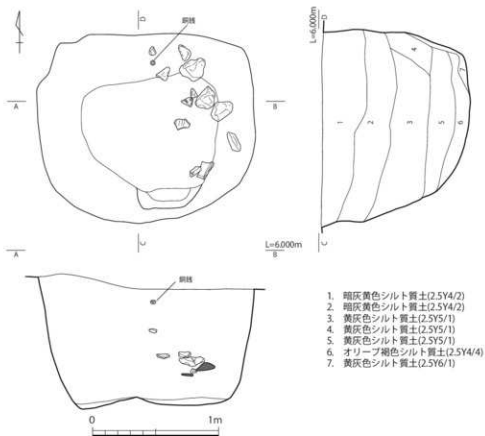 D
銅銭
A
B
C
L=6,000m
D
1
2
3
4
5
6
7
C
L=6,000m
A
B
銅銭
0
1m
1. 暗灰黄色シルト質土(2.5Y4/2)
2. 暗灰黄色シルト質土(2.5Y4/2)
3. 黄灰色シルト質土(2.5Y5/1)
4. 黄灰色シルト質土(2.5Y5/1)
5. 黄灰色シルト質土(2.5Y5/1)
6. オリーブ褐色シルト質土(2.5Y4/4)
7. 黄灰色シルト質土(2.5Y6/1)